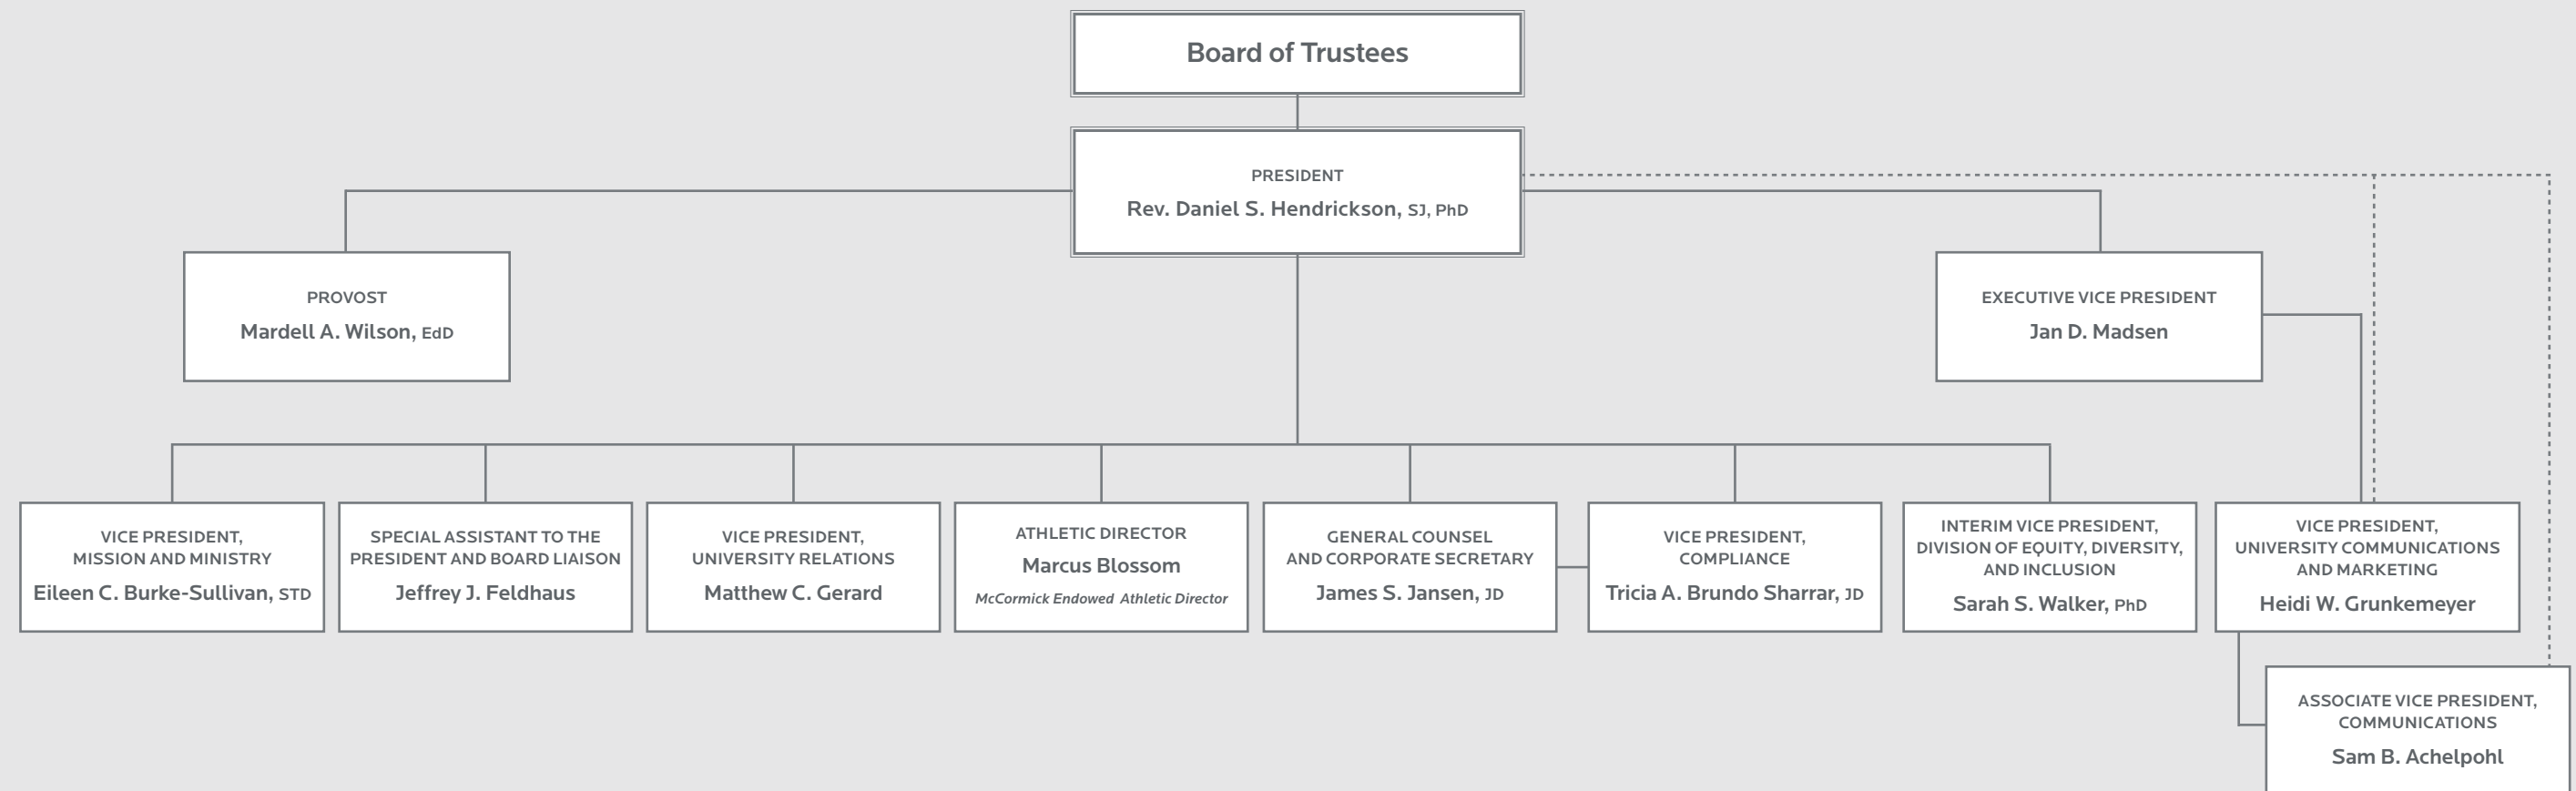 Board of Trustees
PRESIDENT
Rev. Daniel S. Hendrickson, SJ, PhD
PROVOST
Mardell A. Wilson, EdD
EXECUTIVE VICE PRESIDENT
Jan D. Madsen
VICE PRESIDENT,
MISSION AND MINISTRY
Eileen C. Burke-Sullivan, STD
SPECIAL ASSISTANT TO THE
PRESIDENT AND BOARD LIAISON
Jeffrey J. Feldhaus
VICE PRESIDENT,
UNIVERSITY RELATIONS
Matthew C. Gerard
ATHLETIC DIRECTOR
Marcus Blossom
McCormick Endowed Athletic Director
GENERAL COUNSEL
AND CORPORATE SECRETARY
James S. Jansen, JD
VICE PRESIDENT,
COMPLIANCE
Tricia A. Brundo Sharrar, JD
INTERIM VICE PRESIDENT,
DIVISION OF EQUITY, DIVERSITY,
AND INCLUSION
Sarah S. Walker, PhD
VICE PRESIDENT,
UNIVERSITY COMMUNICATIONS
AND MARKETING
Heidi W. Grunkemeyer
ASSOCIATE VICE PRESIDENT,
COMMUNICATIONS
Sam B. Achelpohl